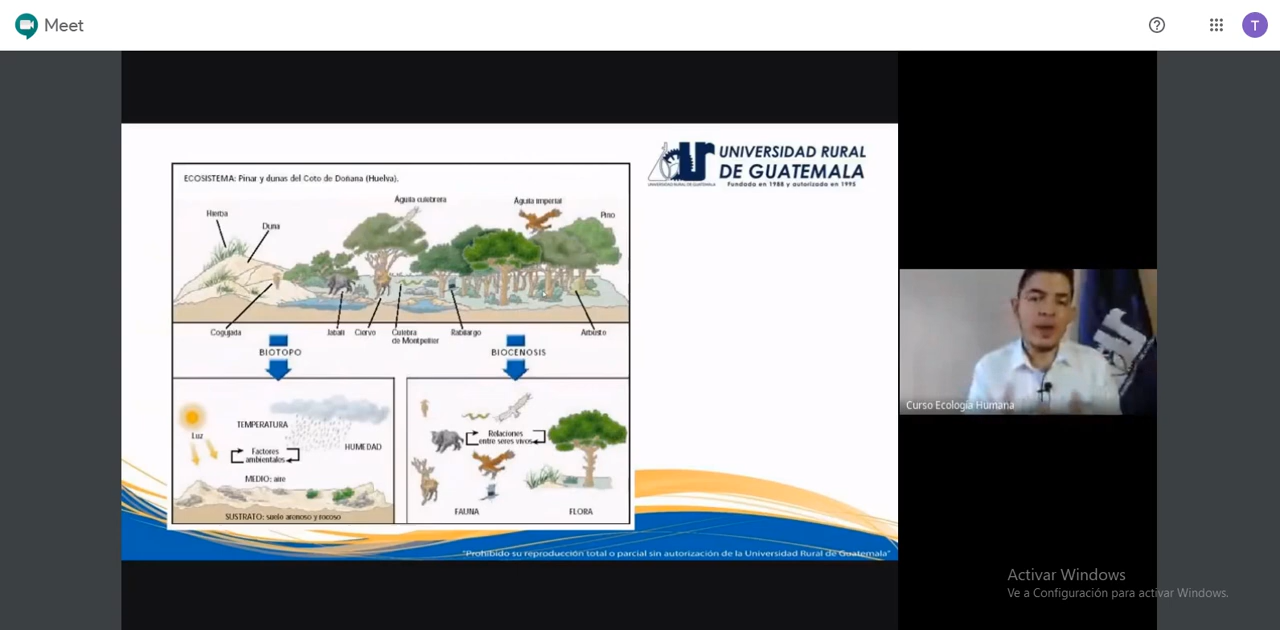 Meet
T
UNIVERSIDAD RURAL
DE GUATEMALA
UNIVERSIDAD RURAL DE GUATEMALA
Fundada en 1988 y autorizada en 1995
ECOSISTEMA: Pinar y dunas del Coto de Doñana (Huelva).
Águila culebrera
Águila imperial
Hierba
Pino
Duna
Cogujada
Jabalí
Ciervo
Culebra
de Montpellier
Rabilargo
Arbusto
BIOTOPO
BIOCENOSIS
TEMPERATURA
Luz
HUMEDAD
Factores
ambientales
MEDIO: aire
SUSTRATO: suelo arenoso y rocoso
Relaciones
entre seres vivos
FAUNA
FLORA
"Prohibido su reproducción total o parcial sin autorización de la Universidad Rural de Guatemala"
Curso Ecología Humana
Activar Windows
Ve a Configuración para activar Windows.